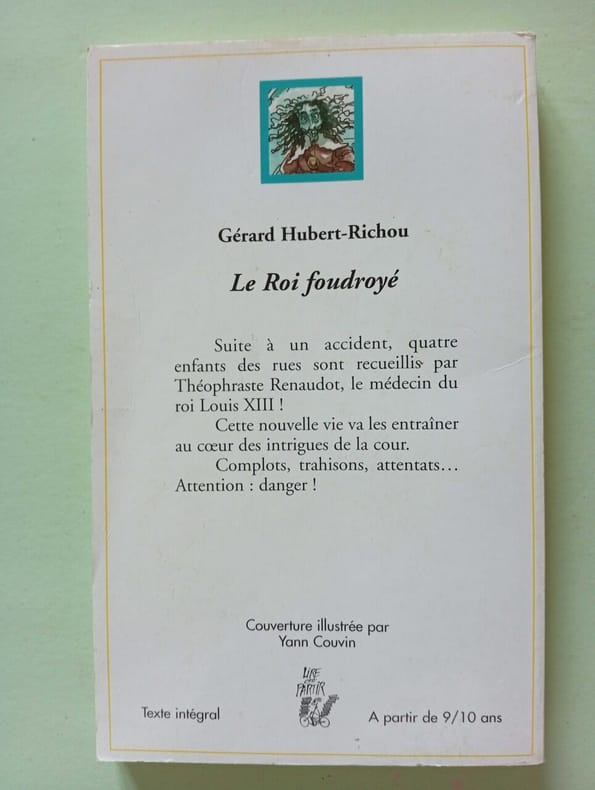 Gérard Hubert-Richou
Le Roi foudroyé
Suite à un accident, quatre
enfants des rues sont recueillis par
Théophraste Renaudot, le médecin du
roi Louis XIII !
Cette nouvelle vie va les entraîner
au cœur des intrigues de la cour.
Complots, trahisons, attentats…
Attention : danger !
Couverture illustrée par
Yann Couvin
LIRE
C'EST
PARTIR
Texte intégral
A partir de 9/10 ans